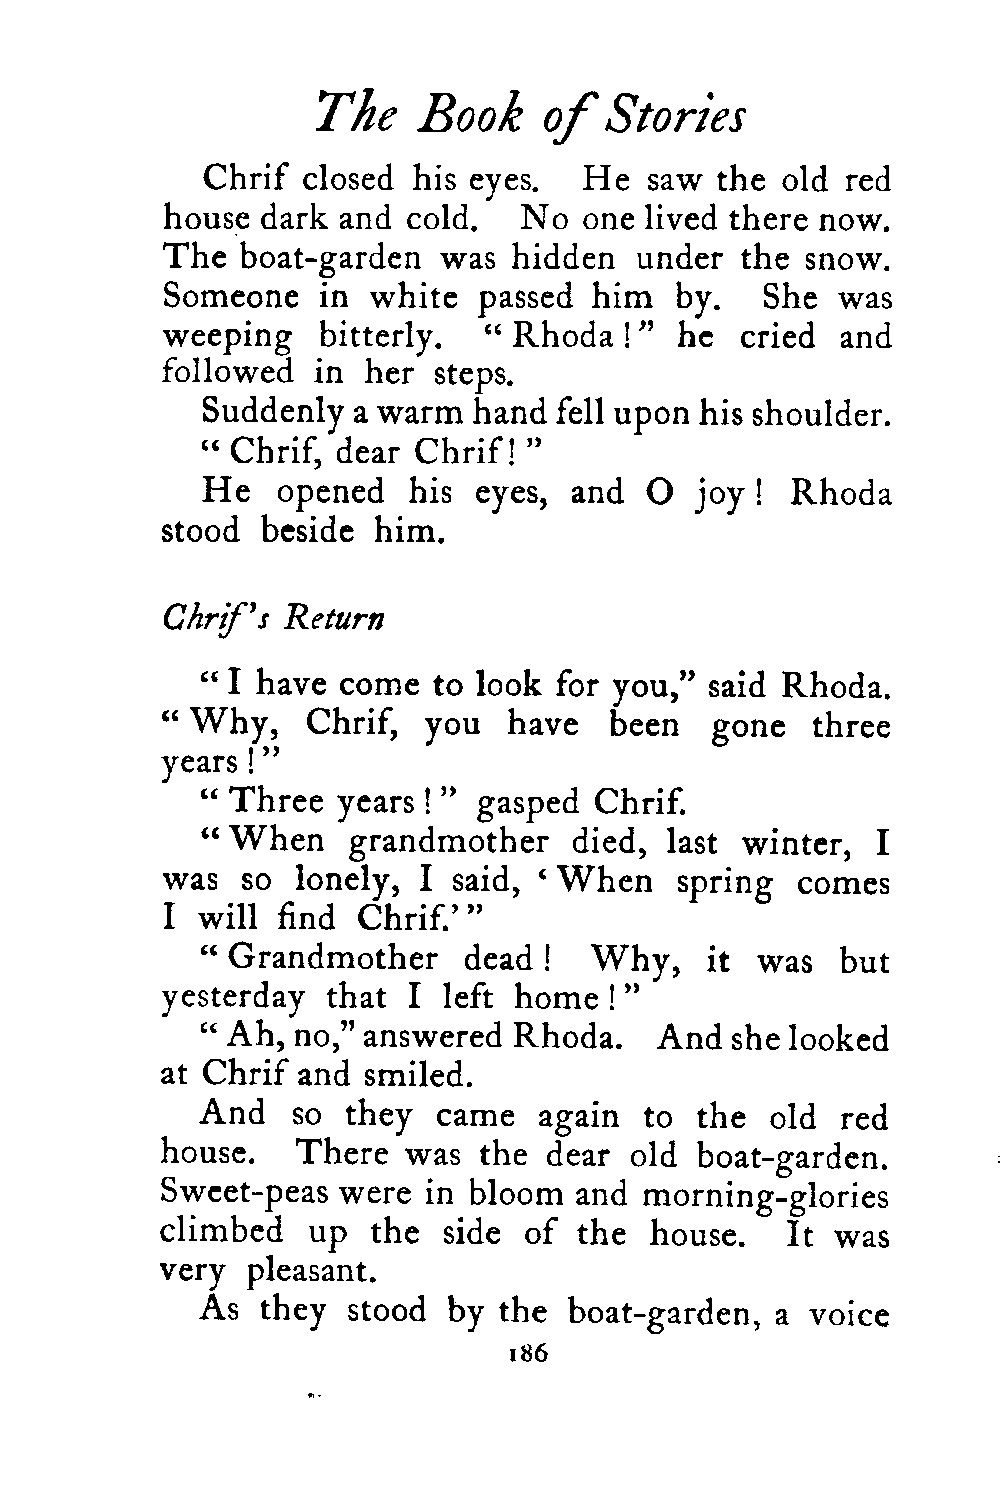 The Book of Stories
Chrif closed his eyes. He saw the old red
house dark and cold. No one lived there now.
The boat-garden was hidden under the snow.
Someone in white passed him by. She was
weeping bitterly. “ Rhoda ! ” he cried and
followed in her steps.
Suddenly a warm hand fell upon his shoulder.
“ Chrif, dear Chrif! ”
He opened his eyes, and O joy ! Rhoda
stood beside him.
Chrif's Return
“ I have come to look for you,” said Rhoda.
“ Why, Chrif, you have been gone three
years ! ”
“ Three years ! ” gasped Chrif.
“ When grandmother died, last winter, I
was so lonely, I said, ‘ When spring comes
I will find Chrif.’ ”
“ Grandmother dead ! Why, it was but
yesterday that I left home ! ”
“ Ah, no,” answered Rhoda. And she looked
at Chrif and smiled.
And so they came again to the old red
house. There was the dear old boat-garden.
Sweet-peas were in bloom and morning-glories
climbed up the side of the house. It was
very pleasant.
As they stood by the boat-garden, a voice
186